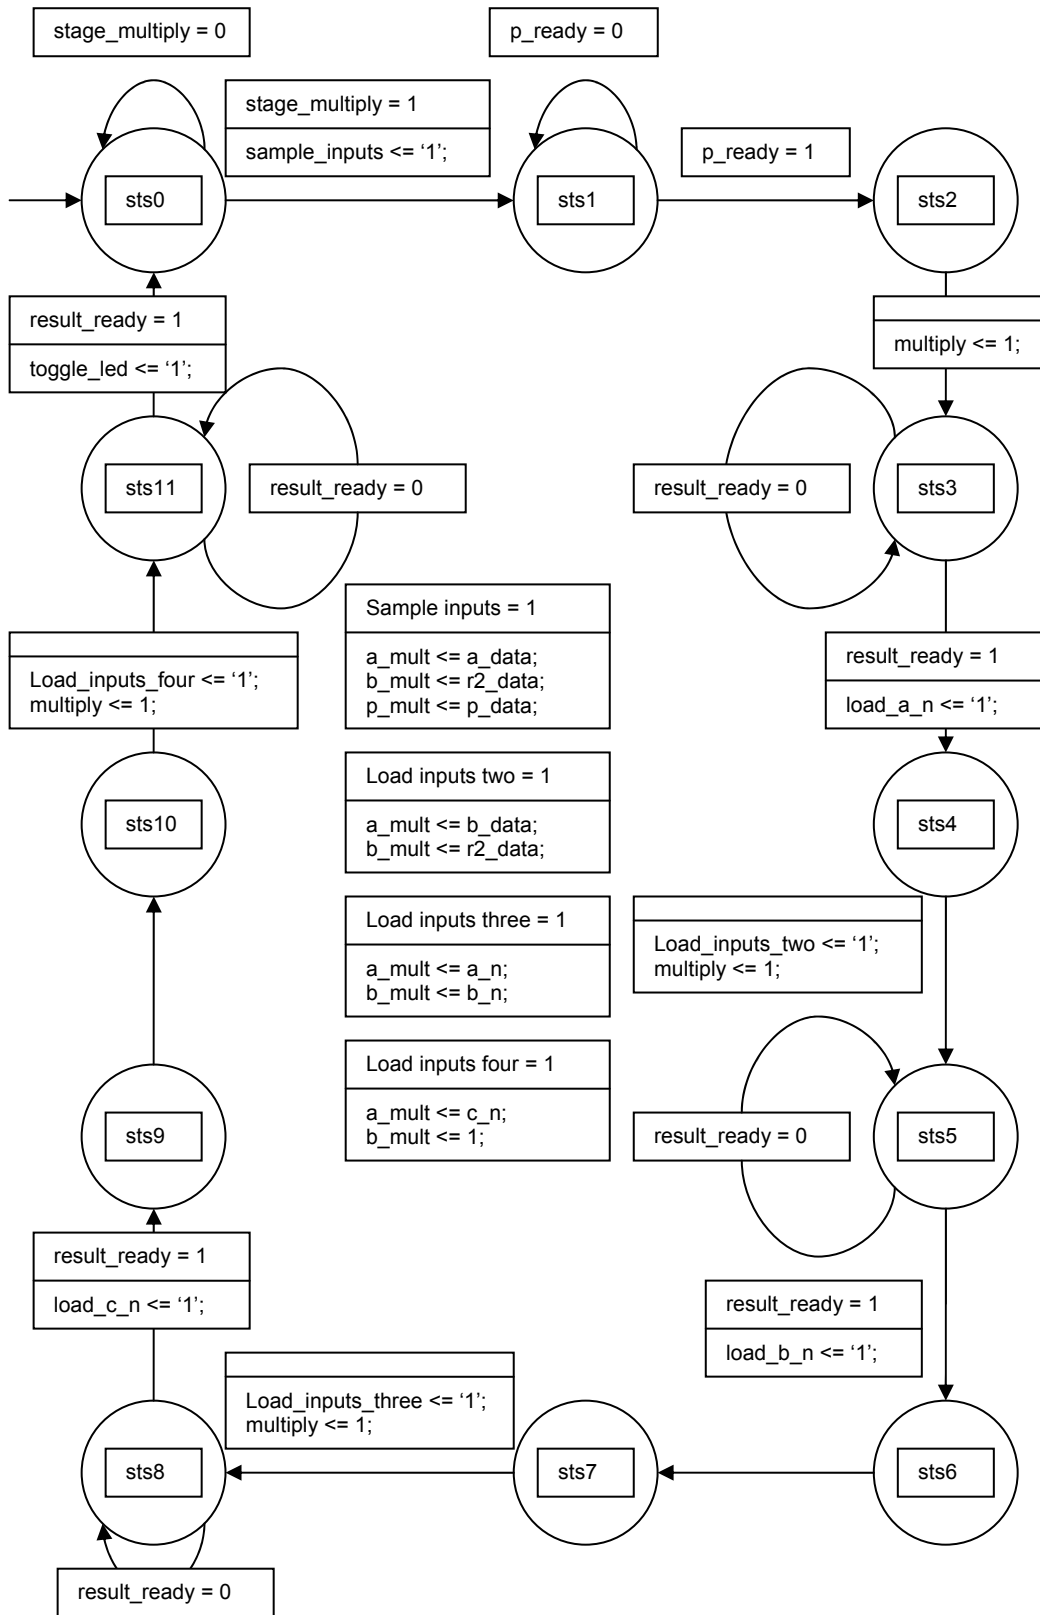 stage_multiply = 0
p_ready = 0
stage_multiply = 1
sample_inputs <= ‘1’;
p_ready = 1
sts0
sts1
sts2
result_ready = 1
toggle_led <= ‘1’;
multiply <= 1;
sts11
result_ready = 0
result_ready = 0
sts3
Sample inputs = 1
a_mult <= a_data;
b_mult <= r2_data;
p_mult <= p_data;
Load_inputs_four <= ‘1’;
multiply <= 1;
result_ready = 1
load_a_n <= ‘1’;
Load inputs two = 1
a_mult <= b_data;
b_mult <= r2_data;
sts10
sts4
Load inputs three = 1
a_mult <= a_n;
b_mult <= b_n;
Load_inputs_two <= ‘1’;
multiply <= 1;
Load inputs four = 1
a_mult <= c_n;
b_mult <= 1;
sts9
result_ready = 0
sts5
result_ready = 1
load_c_n <= ‘1’;
result_ready = 1
load_b_n <= ‘1’;
Load_inputs_three <= ‘1’;
multiply <= 1;
sts8
sts7
sts6
result_ready = 0